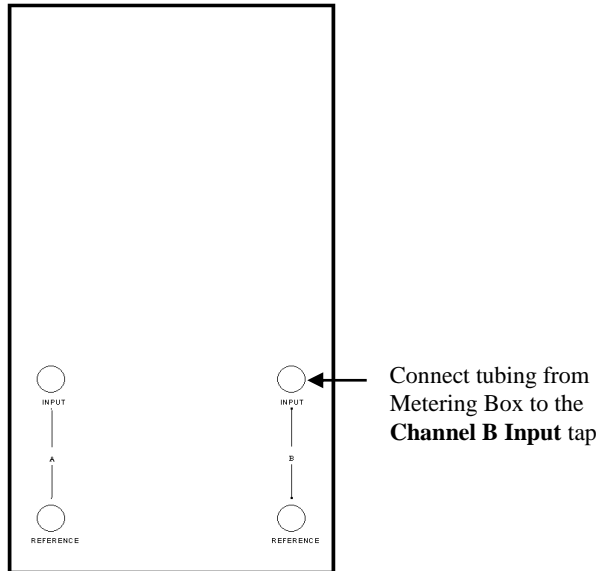 INPUT
INPUT
Connect tubing from
Metering Box to the
Channel B Input tap
A
B
REFERENCE
REFERENCE